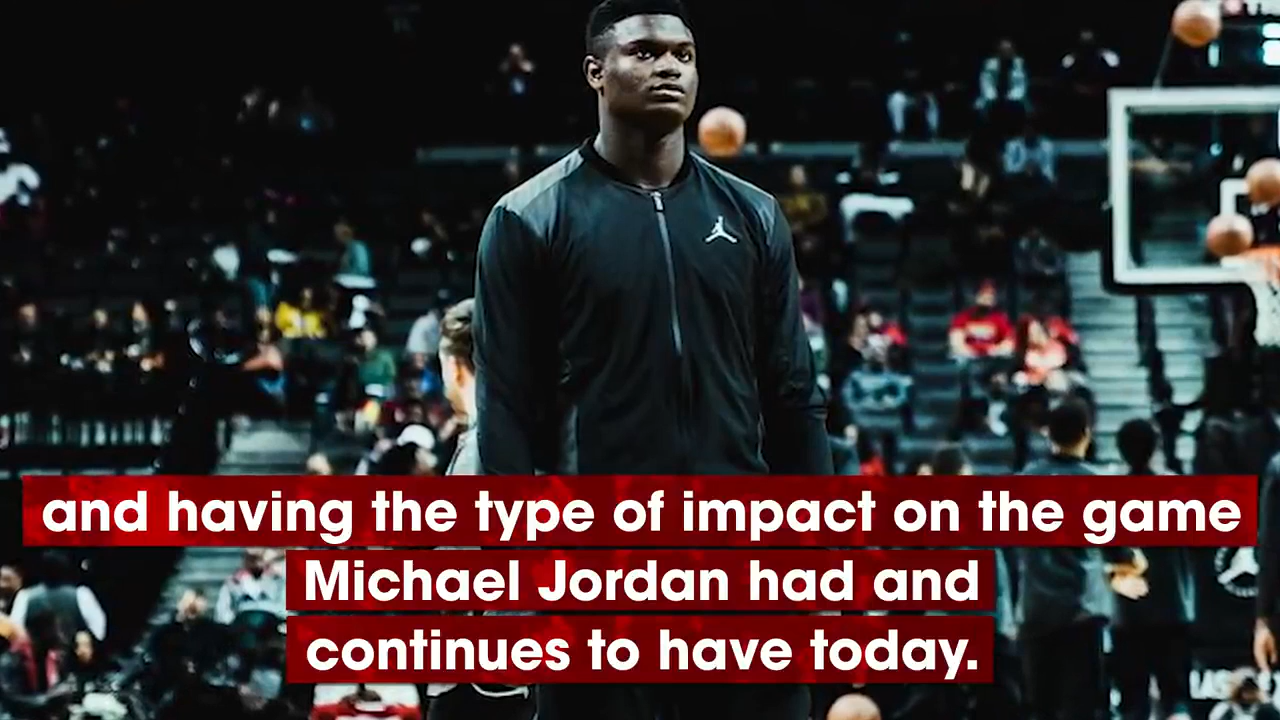 and having the type of impact on the game
Michael Jordan had and
continues to have today.